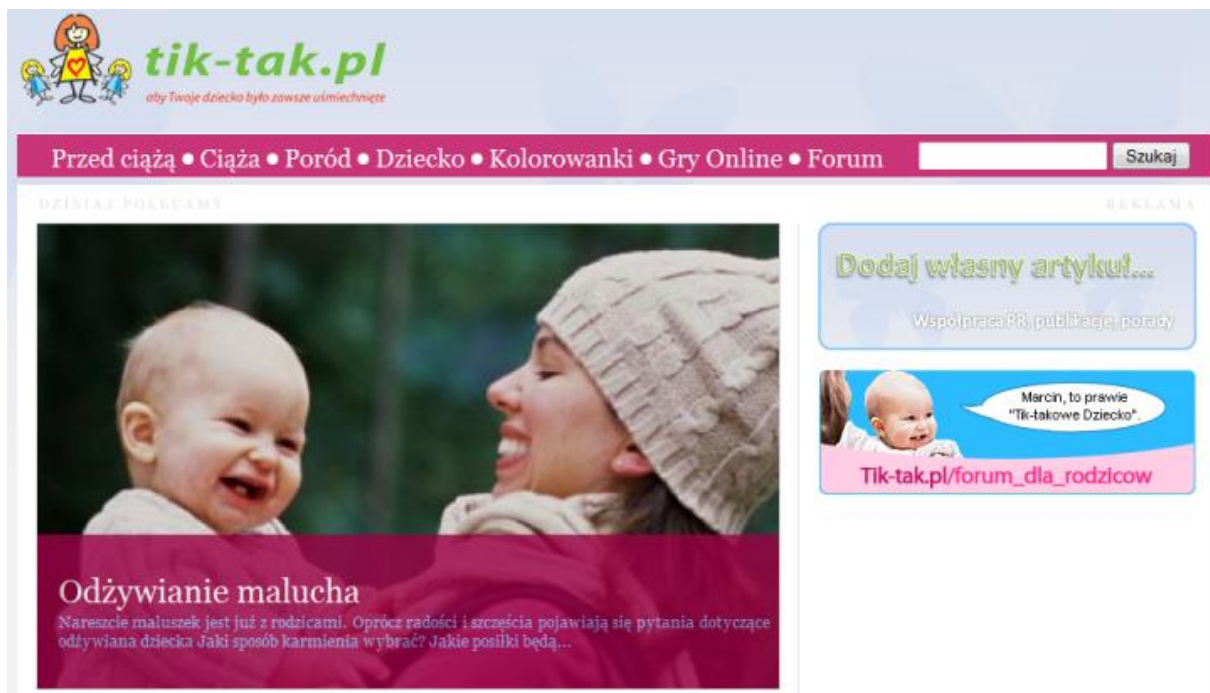 tik-tak.pl
aby Twoje dziecko było zawsze uśmiechnięte
Przed ciążą • Ciąża • Poród • Dziecko • Kolorowanki • Gry Online • Forum
Szukaj
DZISIAJ POLECAMY
REKLAMA
Dodaj własny artykuł...
Współpraca PR, publikacje, porady
Marcin, to prawie
"Tik-takowe Dziecko".
Tik-tak.pl/forum_dla_rodzicow
Odżywianie malucha
Nareszcie maluszek jest już z rodzicami. Oprócz radości i szczęścia pojawiają się pytania dotyczące
odżywiana dziecka Jaki sposób karmienia wybrać? Jakie posiłki będą...